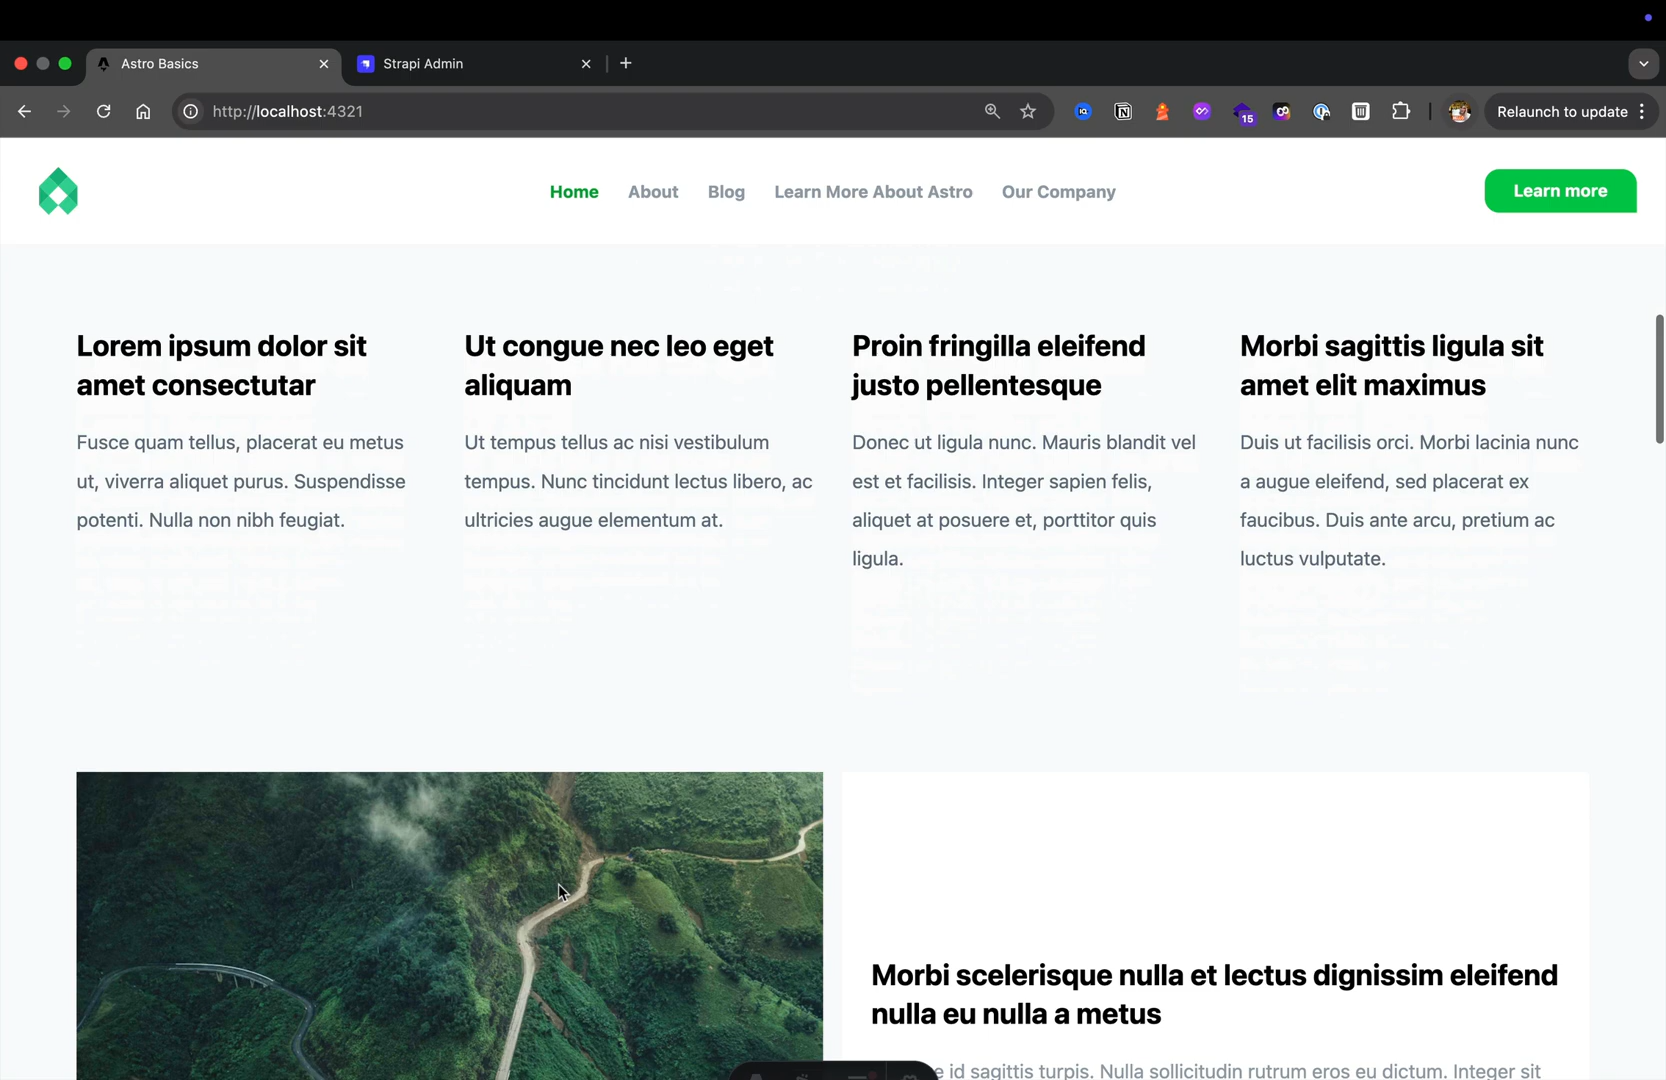 Astro Basics
Strapi Admin
http://localhost:4321
15
Relaunch to update
Home
About
Blog
Learn More About Astro
Our Company
Learn more
Lorem ipsum dolor sit
amet consectutar
Fusce quam tellus, placerat eu metus
ut, viverra aliquet purus. Suspendisse
potenti. Nulla non nibh feugiat.
Ut congue nec leo eget
aliquam
Ut tempus tellus ac nisi vestibulum
tempus. Nunc tincidunt lectus libero, ac
ultricies augue elementum at.
Proin fringilla eleifend
justo pellentesque
Donec ut ligula nunc. Mauris blandit vel
est et facilisis. Integer sapien felis,
aliquet at posuere et, porttitor quis
ligula.
Morbi sagittis ligula sit
amet elit maximus
Duis ut facilisis orci. Morbi lacinia nunc
a augue eleifend, sed placerat ex
faucibus. Duis ante arcu, pretium ac
luctus vulputate.
Morbi scelerisque nulla et lectus dignissim eleifend
nulla eu nulla a metus
id sagittis turpis. Nulla sollicitudin rutrum eros eu dictum. Integer sit